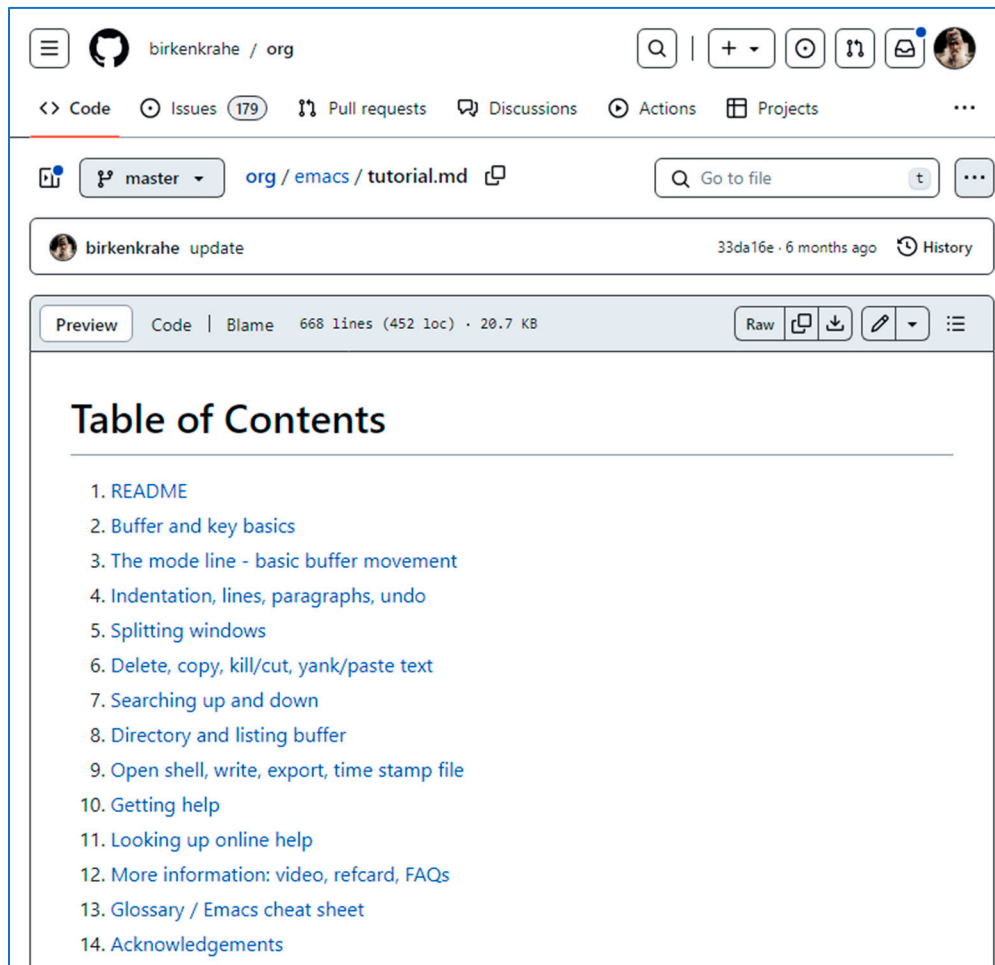 birkenkrahe / org
Code Issues 179 Pull requests Discussions Actions Projects ...
master org / emacs / tutorial.md Go to file t ...
birkenkrahe update 33da16e · 6 months ago History
Preview Code | Blame 668 lines (452 loc) · 20.7 KB Raw
Table of Contents
1. README
2. Buffer and key basics
3. The mode line - basic buffer movement
4. Indentation, lines, paragraphs, undo
5. Splitting windows
6. Delete, copy, kill/cut, yank/paste text
7. Searching up and down
8. Directory and listing buffer
9. Open shell, write, export, time stamp file
10. Getting help
11. Looking up online help
12. More information: video, refcard, FAQs
13. Glossary / Emacs cheat sheet
14. Acknowledgements